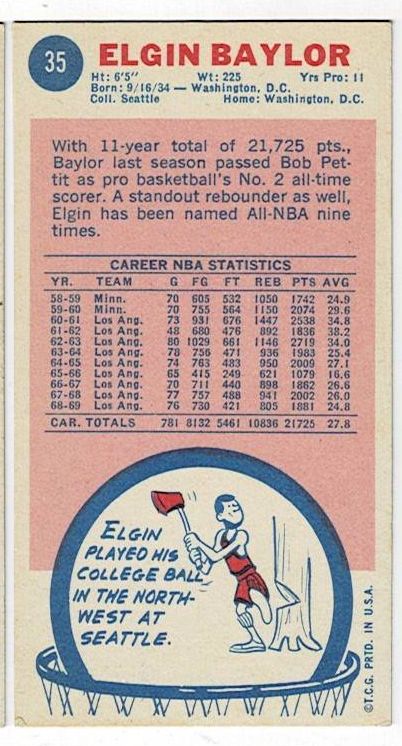 35
ELGIN BAYLOR
Ht: 6'5" Wt: 225 Yrs Pro: 11
Born: 9/16/34 — Washington, D.C.
Coll. Seattle Home: Washington, D.C.
With 11-year total of 21,725 pts.,
Baylor last season passed Bob Pet-
tit as pro basketball's No. 2 all-time
scorer. A standout rebounder as well,
Elgin has been named All-NBA nine
times.
CAREER NBA STATISTICS
YR. TEAM G FG FT REB PTS AVG
58-59 Minn. 70 605 532 1050 1742 24.9
59-60 Minn. 70 755 564 1150 2074 29.6
60-61 Los Ang. 73 931 676 1447 2538 34.8
61-62 Los Ang. 48 680 476 892 1836 38.2
62-63 Los Ang. 80 1029 661 1146 2719 34.0
63-64 Los Ang. 78 756 471 936 1983 25.4
64-65 Los Ang. 74 763 483 950 2009 27.1
65-66 Los Ang. 65 415 249 621 1079 16.6
66-67 Los Ang. 70 711 440 898 1862 26.6
67-68 Los Ang. 77 757 488 941 2002 26.0
68-69 Los Ang. 76 730 421 805 1881 24.8
CAR. TOTALS 781 8132 5461 10836 21725 27.8
ELGIN
PLAYED HIS
COLLEGE BALL
IN THE NORTH-
WEST AT
SEATTLE.
©T.C.G. PRTD. IN U.S.A.